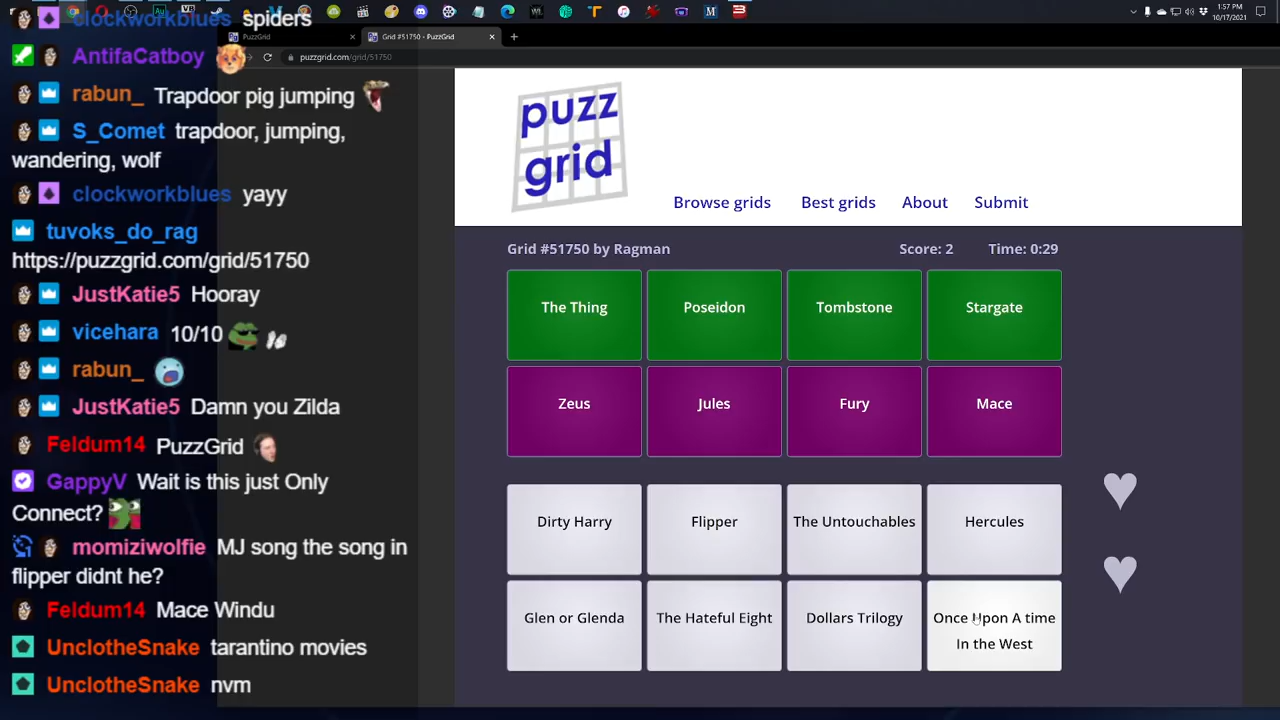 clockworkblues spiders
AntifaCatboy
rabun_ Trapdoor pig jumping
S_Comet trapdoor, jumping,
wandering, wolf
clockworkblues yayy
tuvoks_do_rag
https://puzzgrid.com/grid/51750
JustKatie5 Hooray
vicehara 10/10
rabun_
JustKatie5 Damn you Zilda
Feldum14 PuzzGrid
GappyV Wait is this just Only
Connect?
momiziwolfie MJ song the song in
flipper didnt he?
Feldum14 Mace Windu
UnclotheSnake tarantino movies
UnclotheSnake nvm
1:57 PM
10/17/2021
PuzzGrid
Grid #51750 - PuzzGrid
puzzgrid.com/grid/51750
puzz
grid
Browse grids Best grids About Submit
Grid #51750 by Ragman Score: 2 Time: 0:29
The Thing Poseidon Tombstone Stargate
Zeus Jules Fury Mace
Dirty Harry Flipper The Untouchables Hercules
Glen or Glenda The Hateful Eight Dollars Trilogy Once Upon A time
In the West